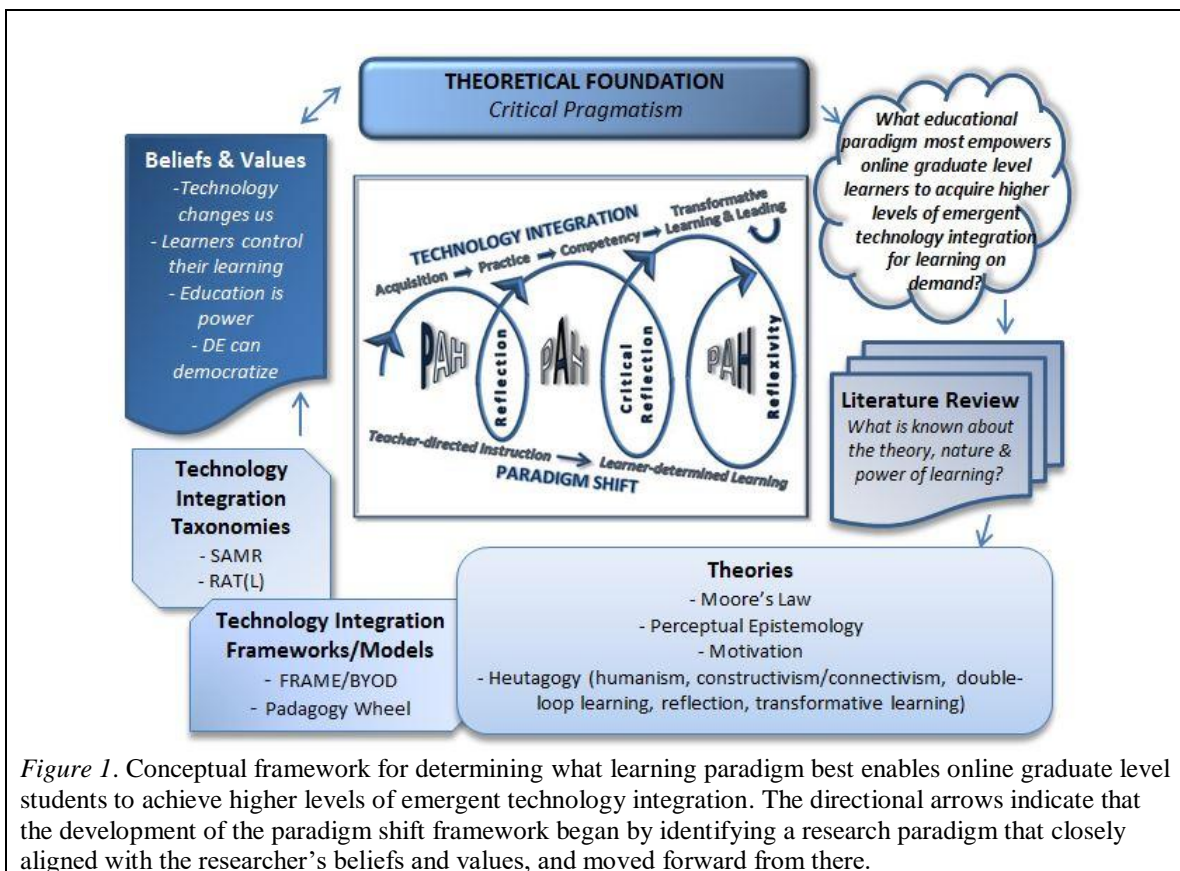 THEORETICAL FOUNDATION
Critical Pragmatism
Beliefs & Values
-Technology
changes us
- Learners control
their learning
- Education is
power
- DE can
democratize
What educational
paradigm most empowers
online graduate level
learners to acquire higher
levels of emergent
technology integration
for learning on
demand?
TECHNOLOGY INTEGRATION
Acquisition
Practice
Competency
Transformative
Learning & Leading
PAH
Reflection
PAH
Critical
Reflection
PAH
Reflexivity
Teacher-directed Instruction
Learner-determined Learning
PARADIGM SHIFT
Literature Review
What is known about
the theory, nature &
power of learning?
Technology
Integration
Taxonomies
- SAMR
- RAT(L)
Technology Integration
Frameworks/Models
- FRAME/BYOD
- Padagogy Wheel
Theories
- Moore's Law
- Perceptual Epistemology
- Motivation
- Heutagogy (humanism, constructivism/connectivism, double-
loop learning, reflection, transformative learning)
Figure 1. Conceptual framework for determining what learning paradigm best enables online graduate level
students to achieve higher levels of emergent technology integration. The directional arrows indicate that
the development of the paradigm shift framework began by identifying a research paradigm that closely
aligned with the researcher's beliefs and values, and moved forward from there.